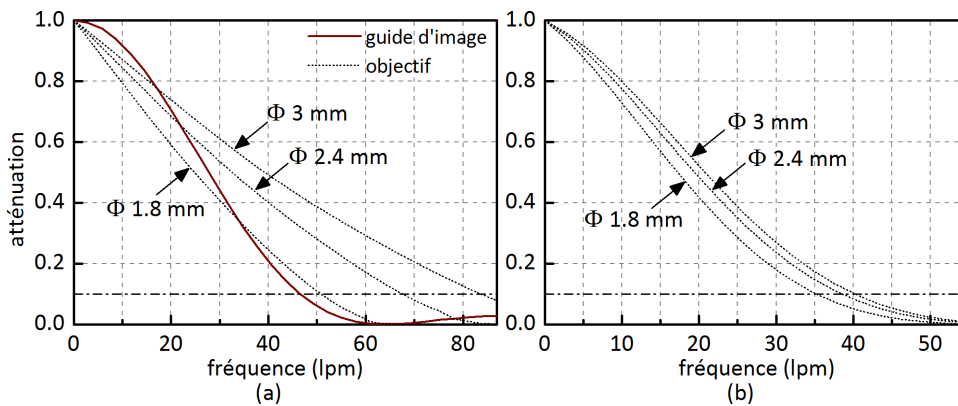 1.0
0.8
0.6
0.4
0.2
0.0
atténuation
guide d'image
objectif
Φ 3 mm
Φ 2.4 mm
Φ 1.8 mm
0 20 40 60 80
fréquence (lpm)
(a)
1.0
0.8
0.6
0.4
0.2
0.0
Φ 3 mm
Φ 2.4 mm
Φ 1.8 mm
0 10 20 30 40 50
fréquence (lpm)
(b)